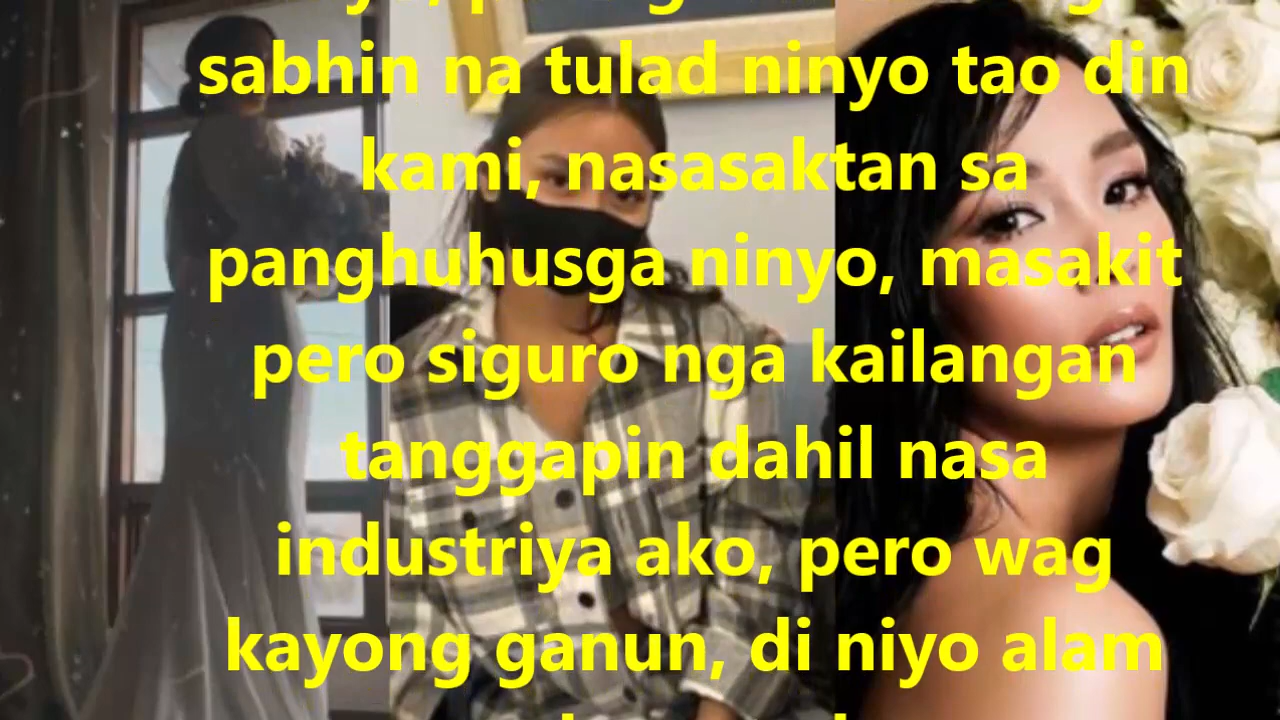 sabhin na tulad ninyo tao din
kami, nasasaktan sa
panghuhusga ninyo, masakit
pero siguro nga kailangan
tanggapin dahil nasa
industriya ako, pero wag
kayong ganun, di niyo alam